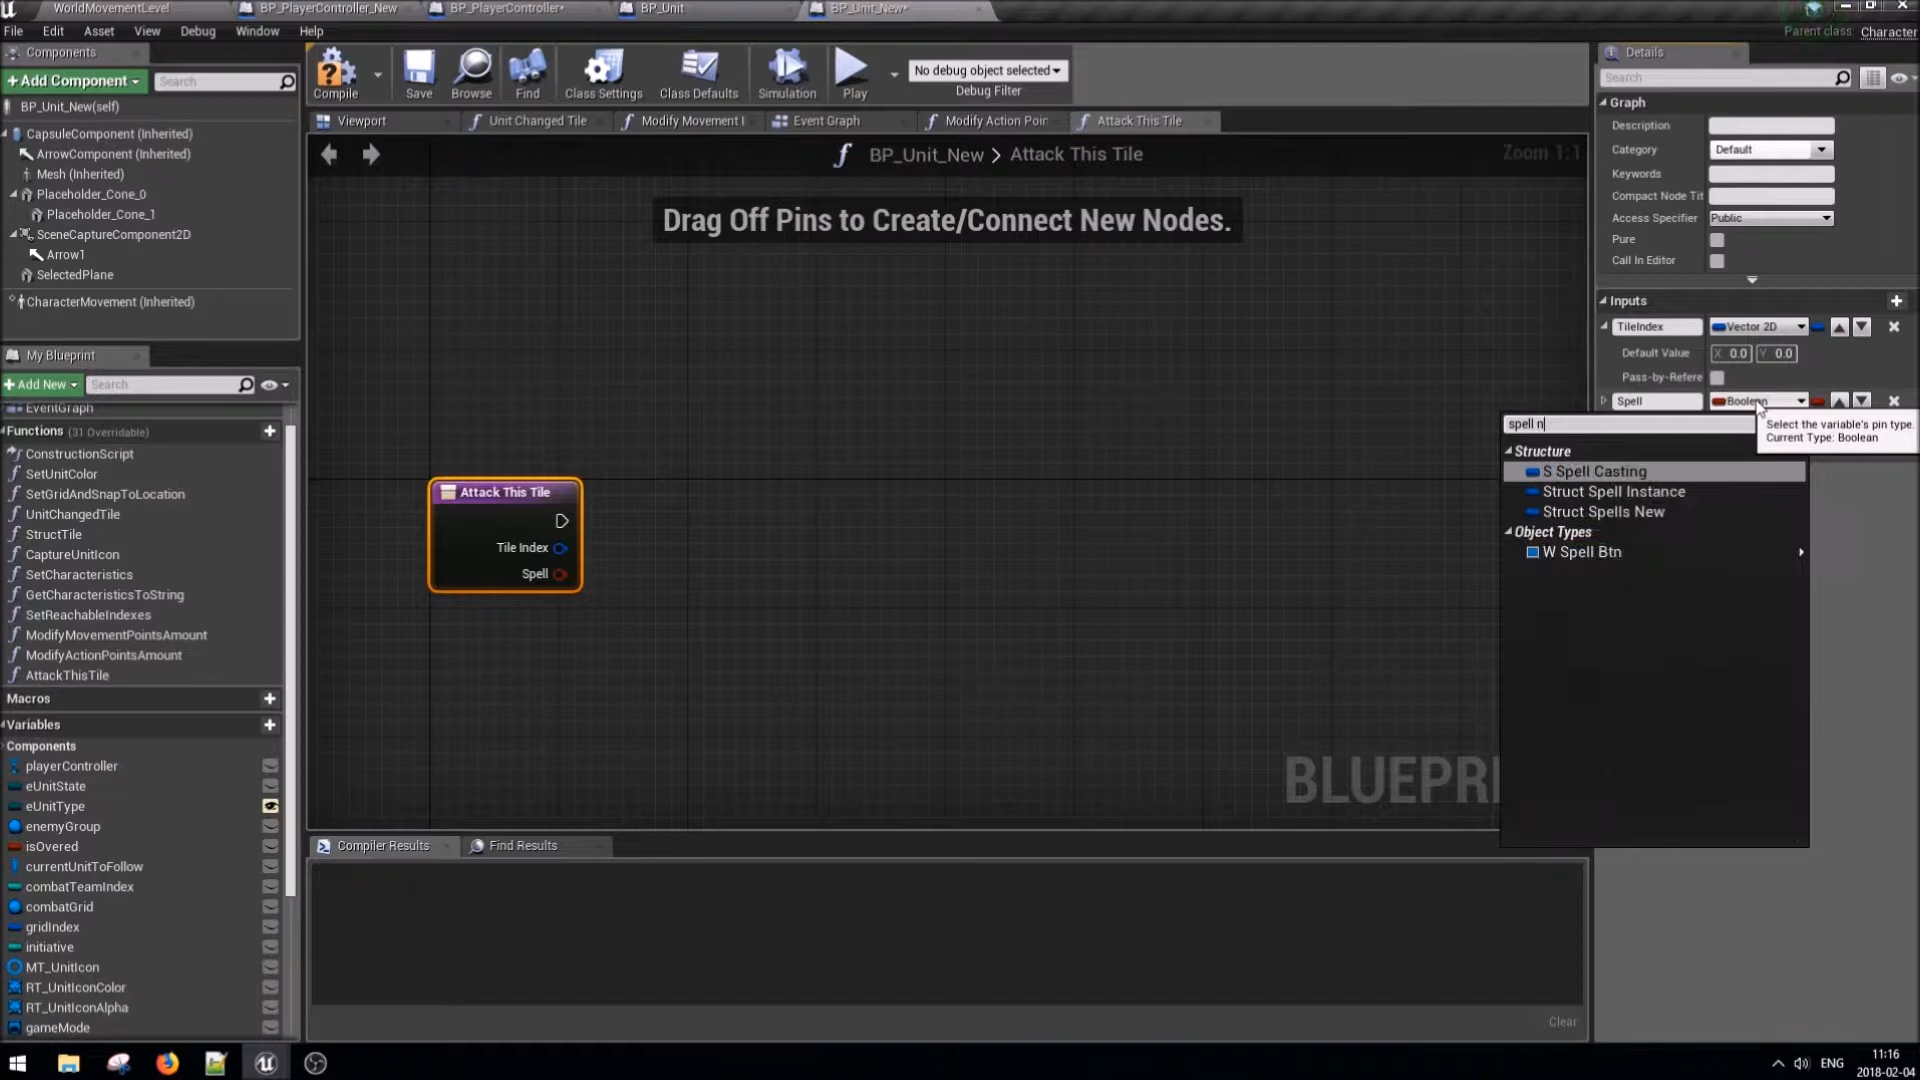 WorldMovementLevel
BP_PlayerController_New
BP_PlayerController*
BP_Unit
BP_Unit_New*
File Edit Asset View Debug Window Help
Parent class: Character
Components
+Add Component
Search
BP_Unit_New(self)
CapsuleComponent (Inherited)
ArrowComponent (Inherited)
Mesh (Inherited)
Placeholder_Cone_0
Placeholder_Cone_1
SceneCaptureComponent2D
Arrow1
SelectedPlane
CharacterMovement (Inherited)
My Blueprint
+Add New
Search
EventGraph
Functions (31 Overridable)
ConstructionScript
SetUnitColor
SetGridAndSnapToLocation
UnitChangedTile
StructTile
CaptureUnitIcon
SetCharacteristics
GetCharacteristicsToString
SetReachableIndexes
ModifyMovementPointsAmount
ModifyActionPointsAmount
AttackThisTile
Macros
Variables
Components
playerController
eUnitState
eUnitType
enemyGroup
isOvered
currentUnitToFollow
combatTeamIndex
combatGrid
gridIndex
initiative
MT_UnitIcon
RT_UnitIconColor
RT_UnitIconAlpha
gameMode
Compile
Save
Browse
Find
Class Settings
Class Defaults
Simulation
Play
No debug object selected
Debug Filter
Viewport
Unit Changed Tile
Modify Movement I
Event Graph
Modify Action Poir
Attack This Tile
BP_Unit_New > Attack This Tile
Zoom 1:1
Drag Off Pins to Create/Connect New Nodes.
Attack This Tile
Tile Index
Spell
BLUEPRI
Compiler Results
Find Results
Clear
Details
Search
Graph
Description
Category Default
Keywords
Compact Node Tit
Access Specifier Public
Pure
Call In Editor
Inputs
TileIndex Vector 2D
Default Value X 0.0 Y 0.0
Pass-by-Refere
Spell Boolean
spell n
Select the variable's pin type.
Current Type: Boolean
Structure
S Spell Casting
Struct Spell Instance
Struct Spells New
Object Types
W Spell Btn
ENG
11:16
2018-02-04